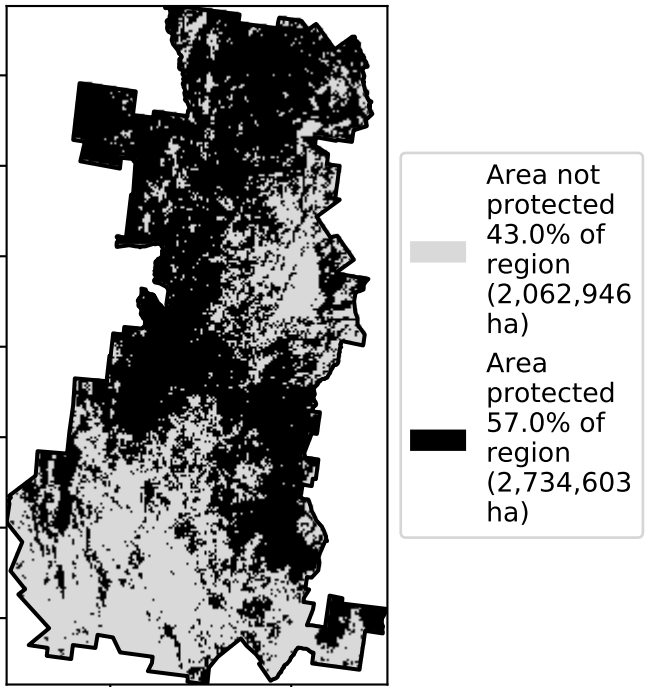 Area not
protected
43.0% of
region
(2,062,946
ha)
Area
protected
57.0% of
region
(2,734,603
ha)